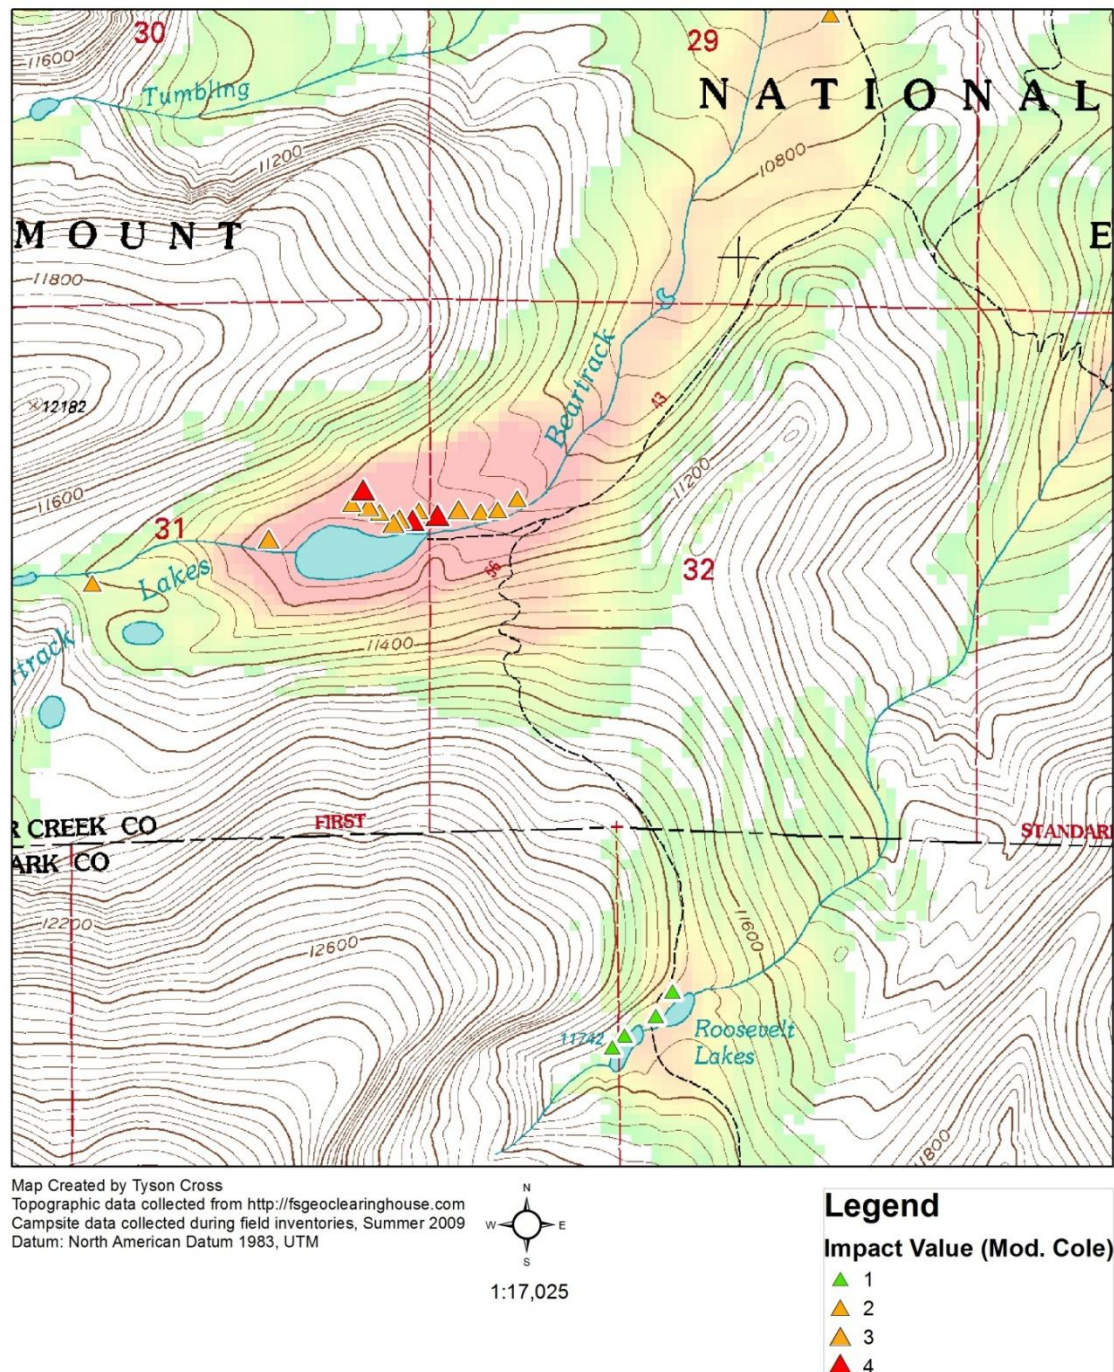 30
29
11600
Tumbling
NATIONAL
11200
10800
MOUNT
E
11800
12182
Beartrack
43
11600
11200
31
Lakes
56
32
11400
rtrack
R CREEK CO
FIRST
STANDAR
ARK CO
12200
12600
11600
11742
Roosevelt
Lakes
11800
Map Created by Tyson Cross
Topographic data collected from http://fsgeoclearinghouse.com
Campsite data collected during field inventories, Summer 2009
Datum: North American Datum 1983, UTM
N
W E
S
1:17,025
Legend
Impact Value (Mod. Cole)
1
2
3
4